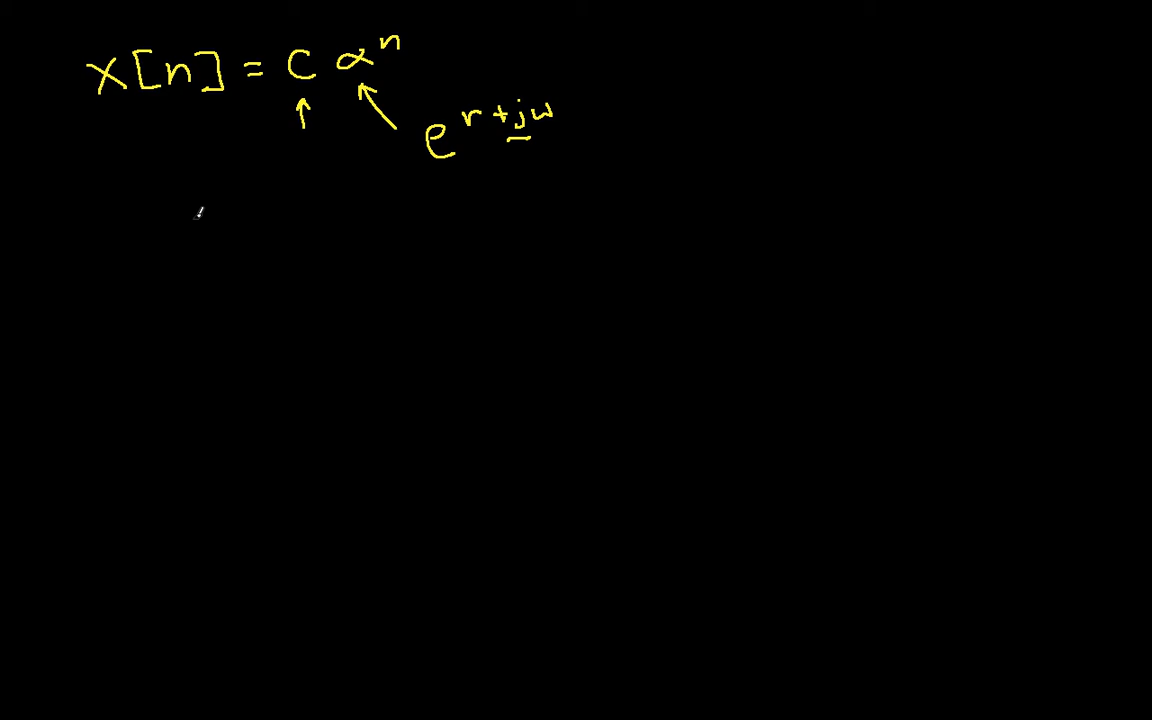 x[n] = C α^n
e^{r + jω}